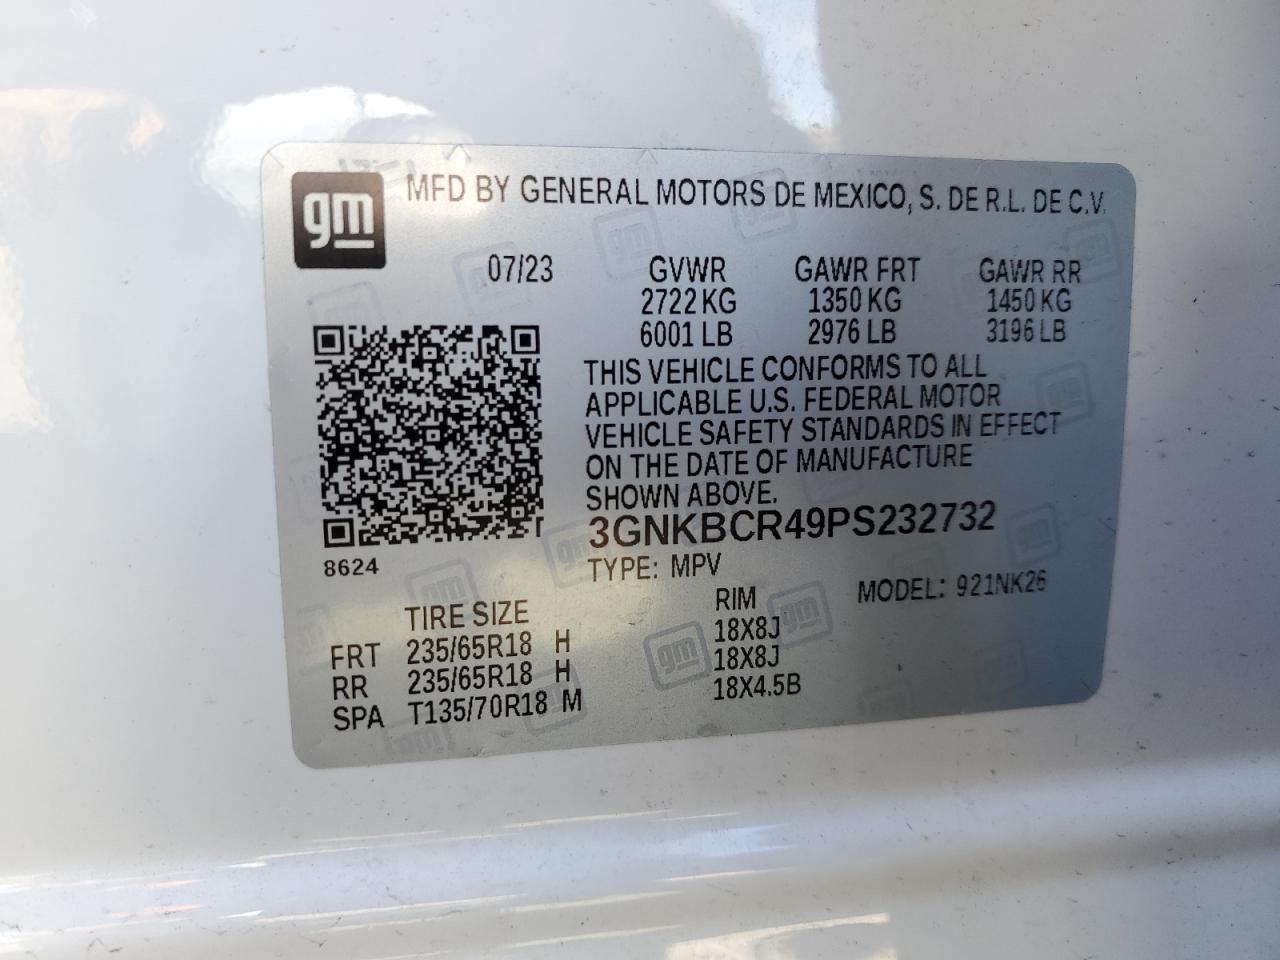 gm
MFD BY GENERAL MOTORS DE MEXICO, S. DE R.L. DE C.V.
07/23 GVWR GAWR FRT GAWR RR
2722 KG 1350 KG 1450 KG
6001 LB 2976 LB 3196 LB
THIS VEHICLE CONFORMS TO ALL
APPLICABLE U.S. FEDERAL MOTOR
VEHICLE SAFETY STANDARDS IN EFFECT
ON THE DATE OF MANUFACTURE
SHOWN ABOVE.
3GNKBCR49PS232732
8624
TYPE: MPV MODEL: 921NK26
TIRE SIZE RIM
FRT 235/65R18 H 18X8J
RR 235/65R18 H 18X8J
SPA T135/70R18 M 18X4.5B